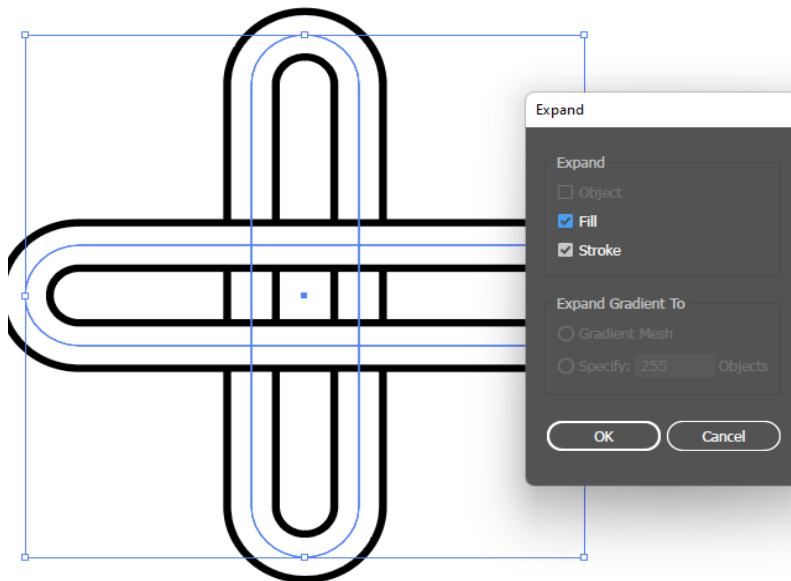 Expand
Expand
Object
Fill
Stroke
Expand Gradient To
Gradient Mesh
Specify: 255 Objects
OK Cancel